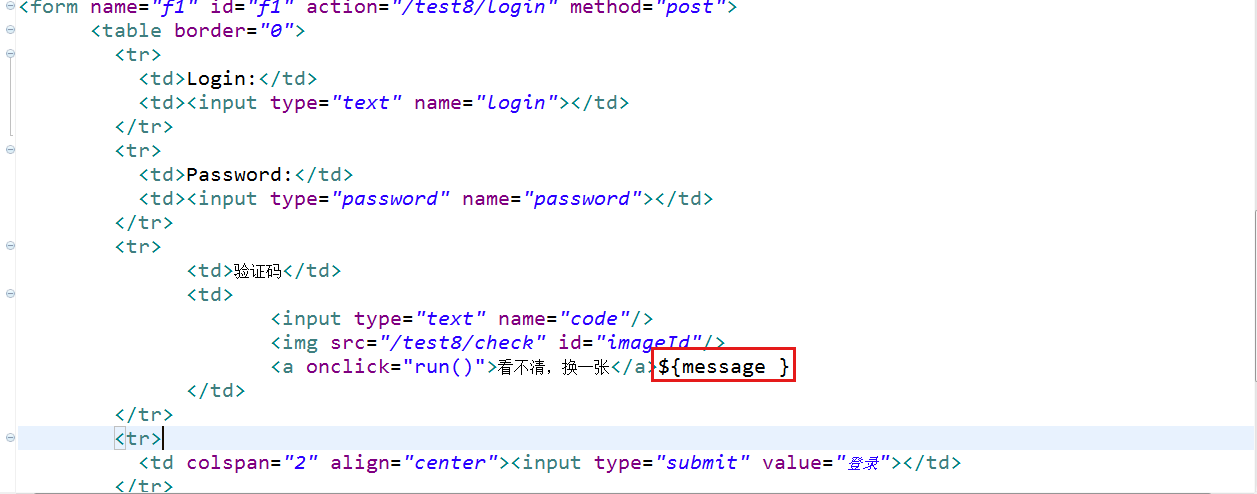 <form name="f1" id="f1" action="/test8/login" method="post">
<table border="0">
<tr>
<td>Login:</td>
<td><input type="text" name="login"></td>
</tr>
<tr>
<td>Password:</td>
<td><input type="password" name="password"></td>
</tr>
<tr>
<td>验证码</td>
<td>
<input type="text" name="code"/>
<img src="/test8/check" id="imageId"/>
<a onclick="run()">看不清，换一张</a>${message }
</td>
</tr>
<tr>
<td colspan="2" align="center"><input type="submit" value="登录"></td>
</tr>